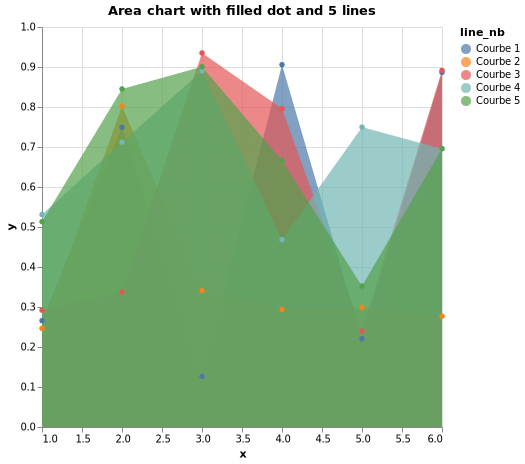 Area chart with filled dot and 5 lines
line_nb
Courbe 1
Courbe 2
Courbe 3
Courbe 4
Courbe 5
y
1.0
0.9
0.8
0.7
0.6
0.5
0.4
0.3
0.2
0.1
0.0
1.0 1.5 2.0 2.5 3.0 3.5 4.0 4.5 5.0 5.5 6.0
x